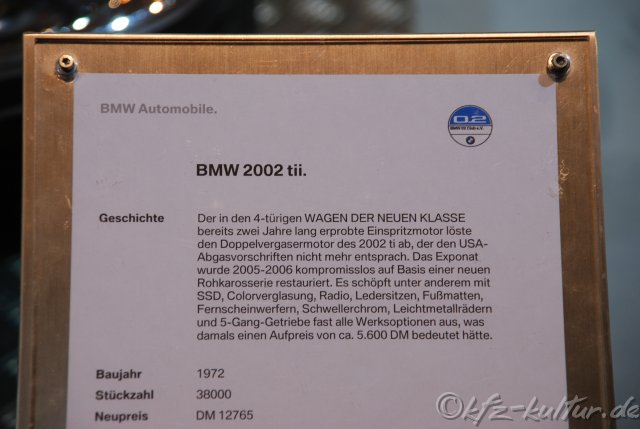 BMW Automobile.
02
BMW 02 Club e.V.
BMW 2002 tii.
Geschichte
Der in den 4-türigen WAGEN DER NEUEN KLASSE
bereits zwei Jahre lang erprobte Einspritzmotor löste
den Doppelvergasermotor des 2002 ti ab, der den USA-
Abgasvorschriften nicht mehr entsprach. Das Exponat
wurde 2005-2006 kompromisslos auf Basis einer neuen
Rohkarosserie restauriert. Es schöpft unter anderem mit
SSD, Colorverglasung, Radio, Ledersitzen, Fußmatten,
Fernscheinwerfern, Schwellerchrom, Leichtmetallrädern
und 5-Gang-Getriebe fast alle Werksoptionen aus, was
damals einen Aufpreis von ca. 5.600 DM bedeutet hätte.
Baujahr 1972
Stückzahl 38000
Neupreis DM 12765
©kfz-kultur.de